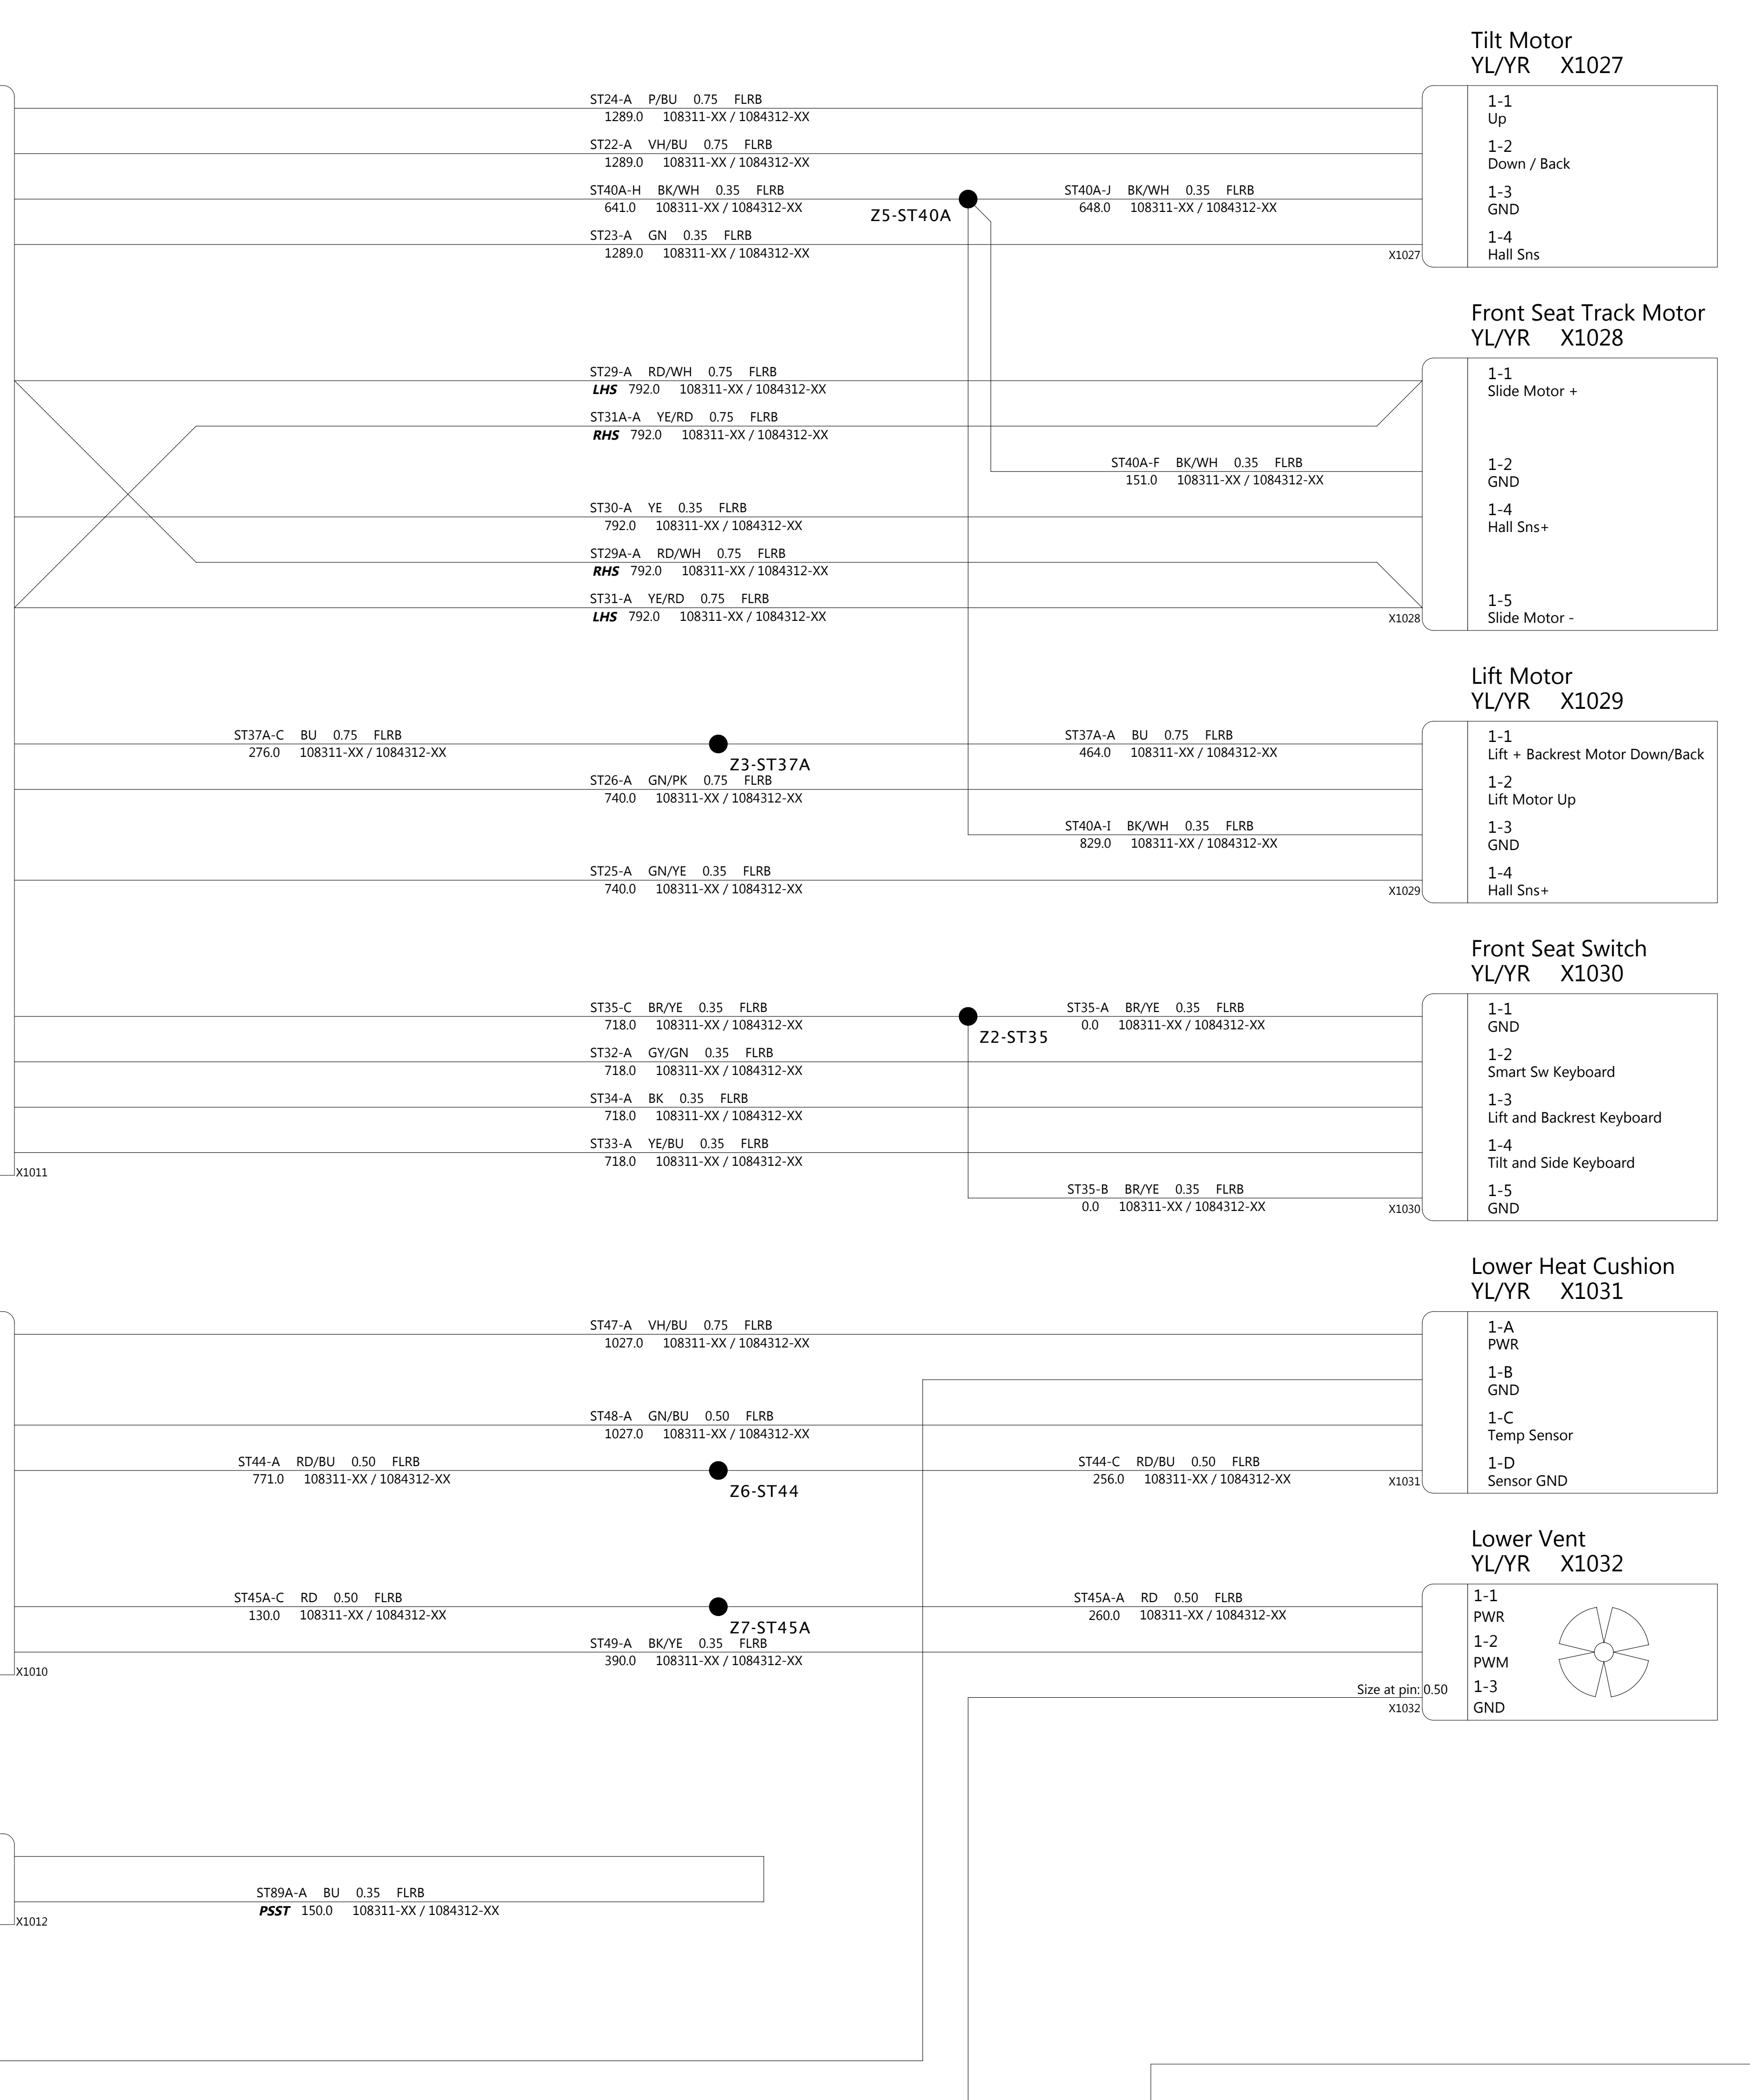 Tilt Motor
YL/YR X1027
ST24-A P/BU 0.75 FLRB
1289.0 108311-XX / 1084312-XX
1-1
Up
ST22-A VH/BU 0.75 FLRB
1289.0 108311-XX / 1084312-XX
1-2
Down / Back
ST40A-H BK/WH 0.35 FLRB
641.0 108311-XX / 1084312-XX
Z5-ST40A
ST40A-J BK/WH 0.35 FLRB
648.0 108311-XX / 1084312-XX
1-3
GND
ST23-A GN 0.35 FLRB
1289.0 108311-XX / 1084312-XX
X1027
1-4
Hall Sns
Front Seat Track Motor
YL/YR X1028
ST29-A RD/WH 0.75 FLRB
LHS 792.0 108311-XX / 1084312-XX
1-1
Slide Motor +
ST31A-A YE/RD 0.75 FLRB
RHS 792.0 108311-XX / 1084312-XX
ST40A-F BK/WH 0.35 FLRB
151.0 108311-XX / 1084312-XX
1-2
GND
ST30-A YE 0.35 FLRB
792.0 108311-XX / 1084312-XX
1-4
Hall Sns+
ST29A-A RD/WH 0.75 FLRB
RHS 792.0 108311-XX / 1084312-XX
ST31-A YE/RD 0.75 FLRB
LHS 792.0 108311-XX / 1084312-XX
X1028
1-5
Slide Motor -
Lift Motor
YL/YR X1029
ST37A-C BU 0.75 FLRB
276.0 108311-XX / 1084312-XX
Z3-ST37A
ST37A-A BU 0.75 FLRB
464.0 108311-XX / 1084312-XX
1-1
Lift + Backrest Motor Down/Back
ST26-A GN/PK 0.75 FLRB
740.0 108311-XX / 1084312-XX
1-2
Lift Motor Up
ST40A-I BK/WH 0.35 FLRB
829.0 108311-XX / 1084312-XX
1-3
GND
ST25-A GN/YE 0.35 FLRB
740.0 108311-XX / 1084312-XX
X1029
1-4
Hall Sns+
Front Seat Switch
YL/YR X1030
ST35-C BR/YE 0.35 FLRB
718.0 108311-XX / 1084312-XX
Z2-ST35
ST35-A BR/YE 0.35 FLRB
0.0 108311-XX / 1084312-XX
1-1
GND
ST32-A GY/GN 0.35 FLRB
718.0 108311-XX / 1084312-XX
1-2
Smart Sw Keyboard
ST34-A BK 0.35 FLRB
718.0 108311-XX / 1084312-XX
1-3
Lift and Backrest Keyboard
ST33-A YE/BU 0.35 FLRB
718.0 108311-XX / 1084312-XX
1-4
Tilt and Side Keyboard
X1011
ST35-B BR/YE 0.35 FLRB
0.0 108311-XX / 1084312-XX
X1030
1-5
GND
Lower Heat Cushion
YL/YR X1031
ST47-A VH/BU 0.75 FLRB
1027.0 108311-XX / 1084312-XX
1-A
PWR
1-B
GND
ST48-A GN/BU 0.50 FLRB
1027.0 108311-XX / 1084312-XX
1-C
Temp Sensor
ST44-A RD/BU 0.50 FLRB
771.0 108311-XX / 1084312-XX
Z6-ST44
ST44-C RD/BU 0.50 FLRB
256.0 108311-XX / 1084312-XX
X1031
1-D
Sensor GND
Lower Vent
YL/YR X1032
ST45A-C RD 0.50 FLRB
130.0 108311-XX / 1084312-XX
Z7-ST45A
ST45A-A RD 0.50 FLRB
260.0 108311-XX / 1084312-XX
1-1
PWR
ST49-A BK/YE 0.35 FLRB
390.0 108311-XX / 1084312-XX
1-2
PWM
X1010
Size at pin: 0.50
X1032
1-3
GND
ST89A-A BU 0.35 FLRB
PSST 150.0 108311-XX / 1084312-XX
X1012